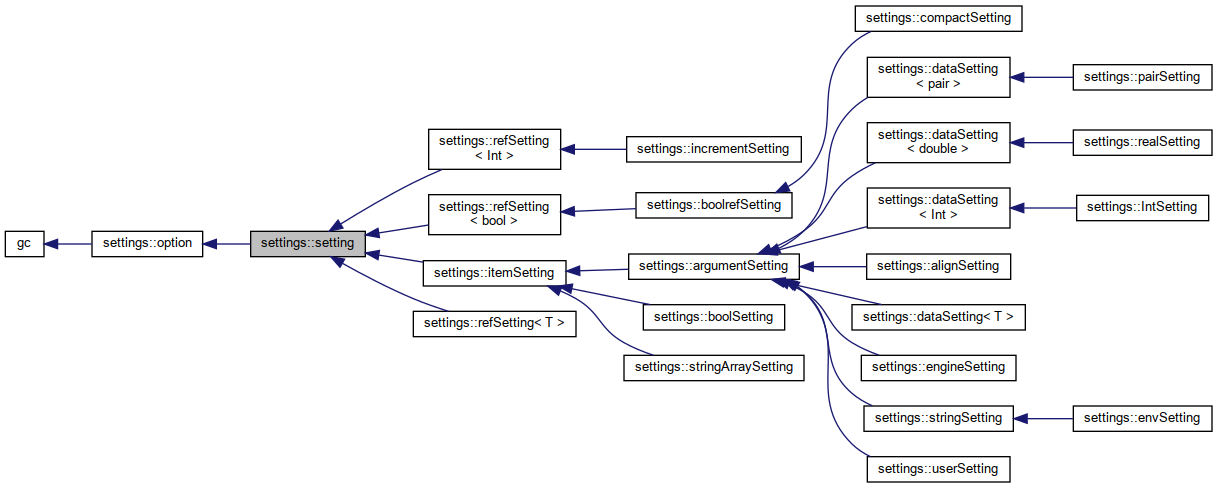 gc
settings::option
settings::setting
settings::refSetting
< Int >
settings::refSetting
< bool >
settings::itemSetting
settings::refSetting< T >
settings::incrementSetting
settings::boolrefSetting
settings::argumentSetting
settings::boolSetting
settings::stringArraySetting
settings::compactSetting
settings::dataSetting
< pair >
settings::dataSetting
< double >
settings::dataSetting
< Int >
settings::alignSetting
settings::dataSetting< T >
settings::engineSetting
settings::stringSetting
settings::userSetting
settings::pairSetting
settings::realSetting
settings::IntSetting
settings::envSetting